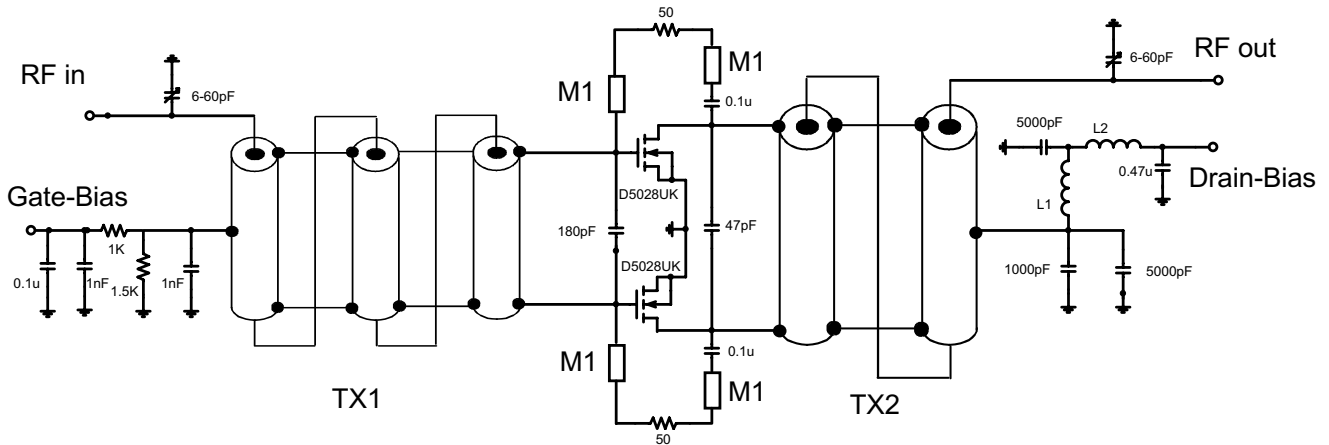 50
RF in
6-60pF
M1
M1
0.1u
RF out
6-60pF
5000pF
L2
0.47u
Drain-Bias
L1
Gate-Bias
D5028UK
1K
180pF
47pF
D5028UK
0.1u
1nF
1.5K
1nF
1000pF
5000pF
M1
0.1u
M1
TX1
TX2
50